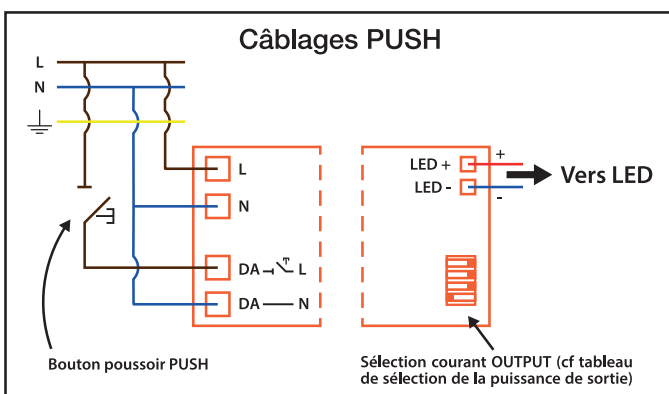 Câblages PUSH
L
N
L
N
DA L
DA N
LED +
LED -
+
-
Vers LED
Bouton poussoir PUSH
Sélection courant OUTPUT (cf tableau
de sélection de la puissance de sortie)